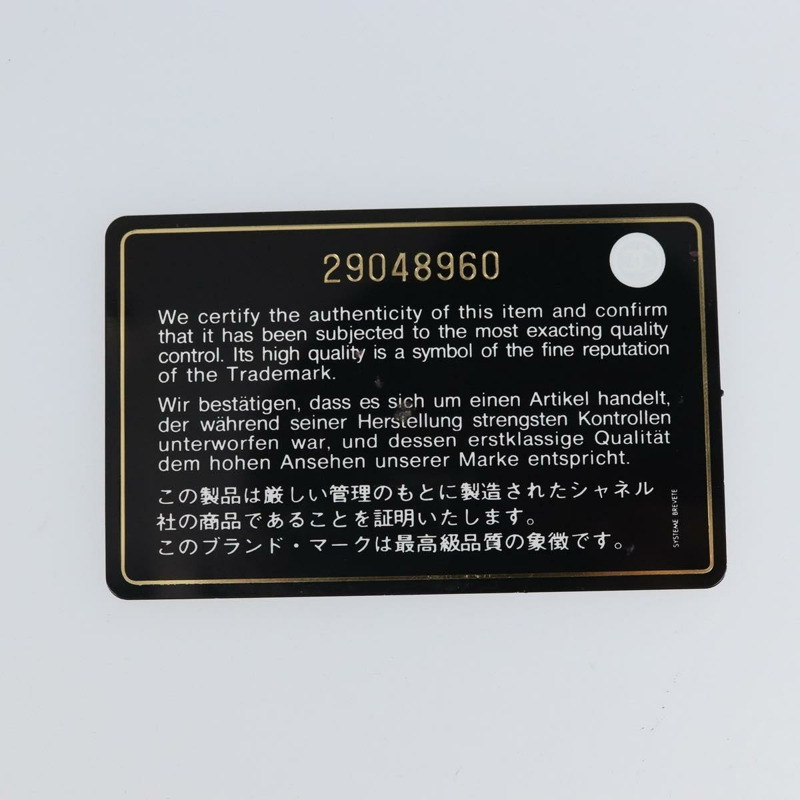 29048960
We certify the authenticity of this item and confirm
that it has been subjected to the most exacting quality
control. Its high quality is a symbol of the fine reputation
of the Trademark.
Wir bestätigen, dass es sich um einen Artikel handelt,
der während seiner Herstellung strengsten Kontrollen
unterworfen war, und dessen erstklassige Qualität
dem hohen Ansehen unserer Marke entspricht.
この製品は厳しい管理のもとに製造されたシャネル
社の商品であることを証明いたします。
このブランド・マークは最高級品質の象徴です。
SYSTEME BREVETE